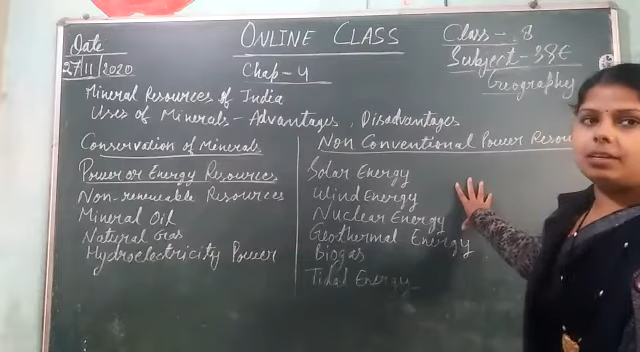 Date
27/11/2020
ONLINE CLASS
Chap-4
Class - 8
Subject-
Geography
Mineral Resources of India
Uses of Minerals - Advantages, Disadvantages
Conservation of Minerals
Power or Energy Resources
Non-renewable Resources
Mineral Oil
Natural Gas
Hydroelectricity Power
Non Conventional Power Resou
Solar Energy
Wind Energy
Nuclear Energy
Geothermal Energy
Biogas
Tidal Energy